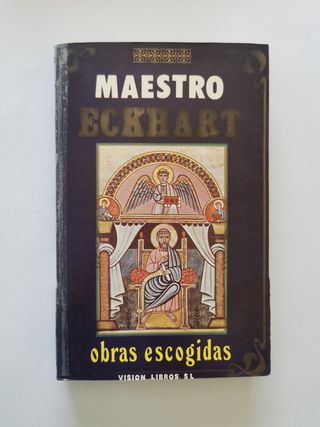 MAESTRO
ECKHART
obras escogidas
VISION LIBROS SL